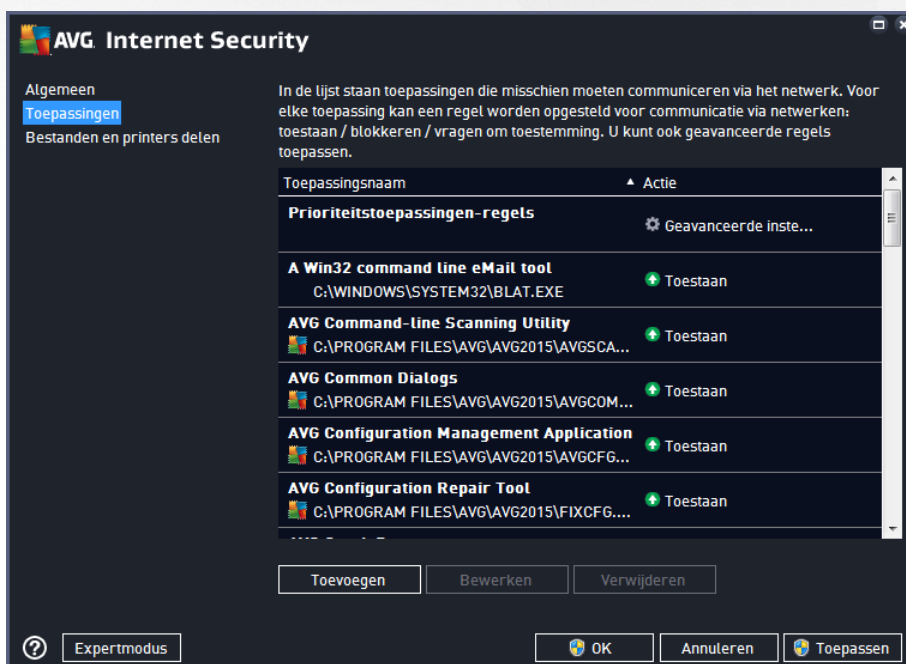 AVG Internet Security
Algemeen
Toepassingen
Bestanden en printers delen
In de lijst staan toepassingen die misschien moeten communiceren via het netwerk. Voor
elke toepassing kan een regel worden opgesteld voor communicatie via netwerken:
toestaan / blokkeren / vragen om toestemming. U kunt ook geavanceerde regels
toepassen.
Toepassingsnaam Actie
Prioriteitstoepassingen-regels
Geavanceerde inste...
A Win32 command line eMail tool
C:\WINDOWS\SYSTEM32\BLAT.EXE
Toestaan
AVG Command-line Scanning Utility
C:\PROGRAM FILES\AVG\AVG2015\AVGSCA...
Toestaan
AVG Common Dialogs
C:\PROGRAM FILES\AVG\AVG2015\AVGCOM...
Toestaan
AVG Configuration Management Application
C:\PROGRAM FILES\AVG\AVG2015\AVGCFG...
Toestaan
AVG Configuration Repair Tool
C:\PROGRAM FILES\AVG\AVG2015\FIXCFG....
Toestaan
Toevoegen Bewerken Verwijderen
Expertmodus OK Annuleren Toepassen